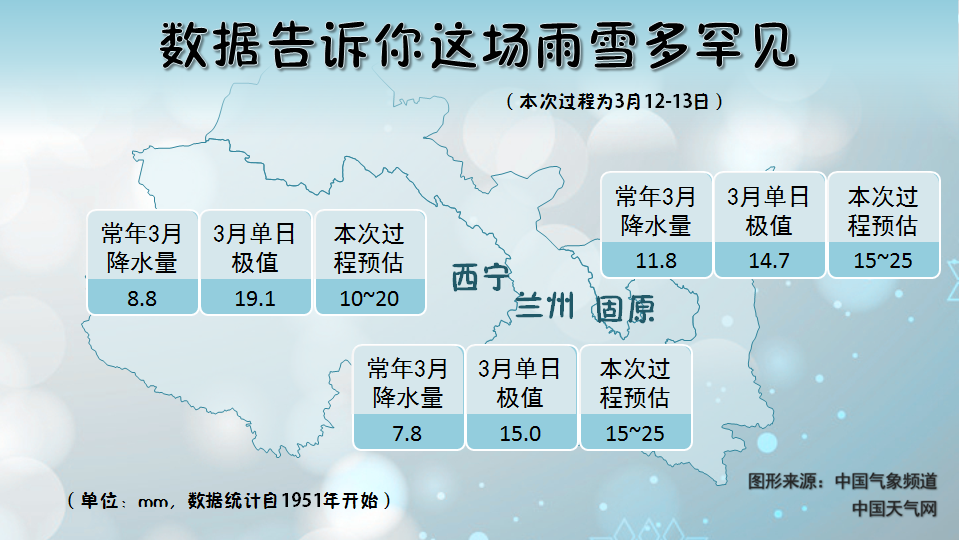 数据告诉你这场雨雪多罕见
（本次过程为3月12-13日）
常年3月
降水量
3月单日
极值
本次过
程预估
11.8
14.7
15~25
常年3月
降水量
3月单日
极值
本次过
程预估
8.8
19.1
10~20
西宁
兰州
固原
常年3月
降水量
3月单日
极值
本次过
程预估
7.8
15.0
15~25
（单位：mm，数据统计自1951年开始）
图形来源：中国气象频道
中国天气网